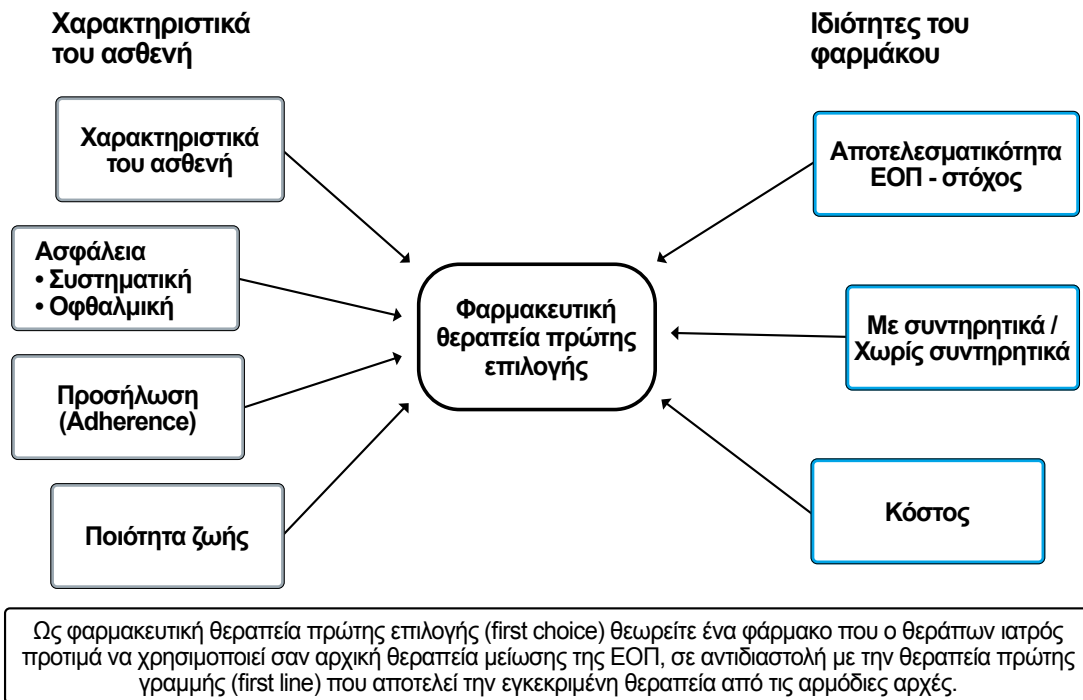 Χαρακτηριστικά
του ασθενή
Χαρακτηριστικά
του ασθενή
Ασφάλεια
• Συστηματική
• Οφθαλμική
Προσήλωση
(Adherence)
Ποιότητα ζωής
Φαρμακευτική
θεραπεία πρώτης
επιλογής
Ιδιότητες του
φαρμάκου
Αποτελεσματικότητα
ΕΟΠ - στόχος
Με συντηρητικά /
Χωρίς συντηρητικά
Κόστος
Ως φαρμακευτική θεραπεία πρώτης επιλογής (first choice) θεωρείτε ένα φάρμακο που ο θεράπων ιατρός
προτιμά να χρησιμοποιεί σαν αρχική θεραπεία μείωσης της ΕΟΠ, σε αντιδιαστολή με την θεραπεία πρώτης
γραμμής (first line) που αποτελεί την εγκεκριμένη θεραπεία από τις αρμόδιες αρχές.